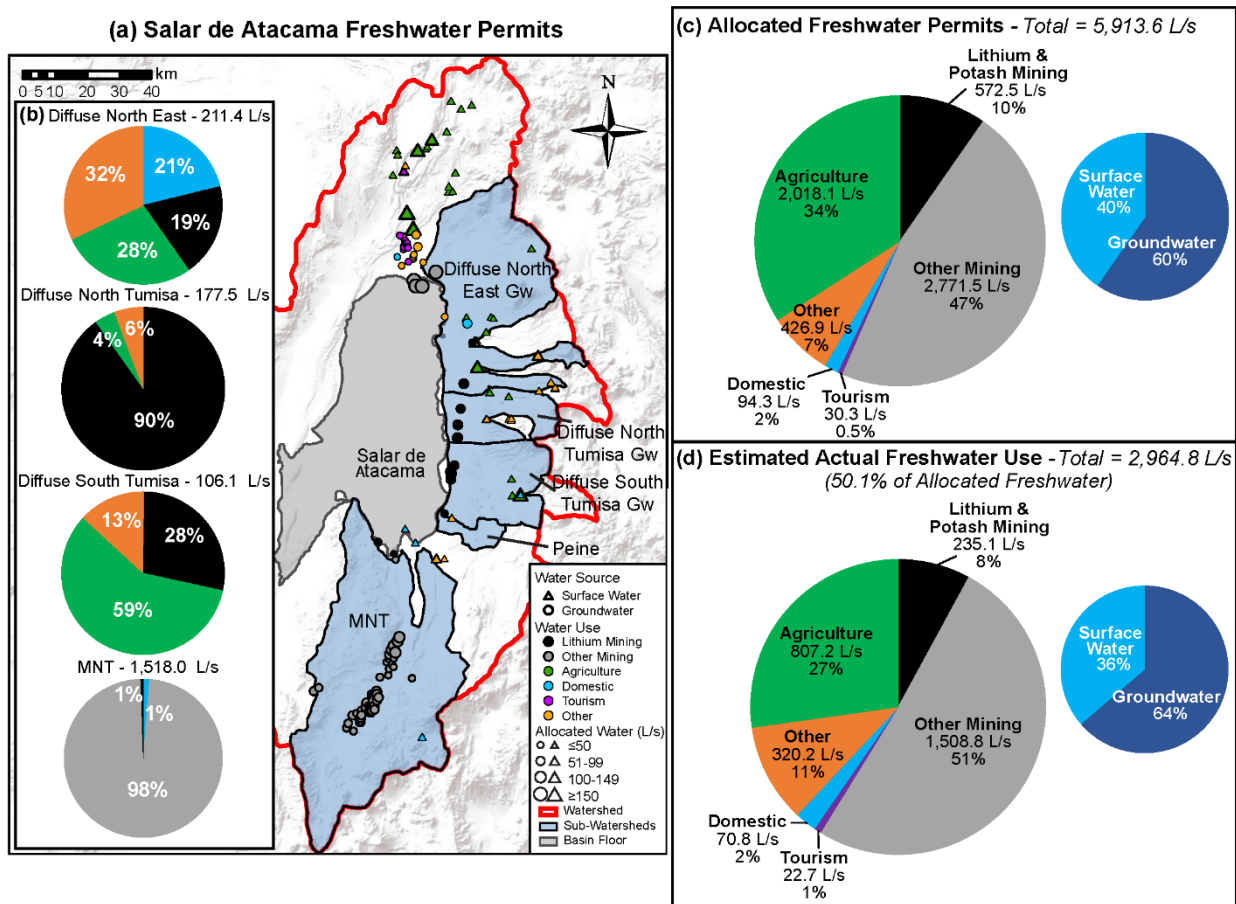 (a) Salar de Atacama Freshwater Permits
km
0 5 10 20 30 40
N
(b) Diffuse North East - 211.4 L/s
32%
21%
19%
28%
Diffuse North Tumisa - 177.5 L/s
4%
6%
90%
Diffuse South Tumisa - 106.1 L/s
13%
28%
59%
MNT - 1,518.0 L/s
1%
1%
98%
Diffuse North
East Gw
Diffuse North
Tumisa Gw
Salar de
Atacama
Diffuse South
Tumisa Gw
Peine
MNT
Water Source
Surface Water
Groundwater
Water Use
Lithium Mining
Other Mining
Agriculture
Domestic
Tourism
Other
Allocated Water (L/s)
≤50
51-99
100-149
≥150
Watershed
Sub-Watersheds
Basin Floor
(c) Allocated Freshwater Permits - Total = 5,913.6 L/s
Lithium &
Potash Mining
572.5 L/s
10%
Agriculture
2,018.1 L/s
34%
Other Mining
2,771.5 L/s
47%
Other
426.9 L/s
7%
Domestic
94.3 L/s
2%
Tourism
30.3 L/s
0.5%
Surface
Water
40%
Groundwater
60%
(d) Estimated Actual Freshwater Use - Total = 2,964.8 L/s
(50.1% of Allocated Freshwater)
Lithium &
Potash Mining
235.1 L/s
8%
Agriculture
807.2 L/s
27%
Other Mining
1,508.8 L/s
51%
Other
320.2 L/s
11%
Domestic
70.8 L/s
2%
Tourism
22.7 L/s
1%
Surface
Water
36%
Groundwater
64%